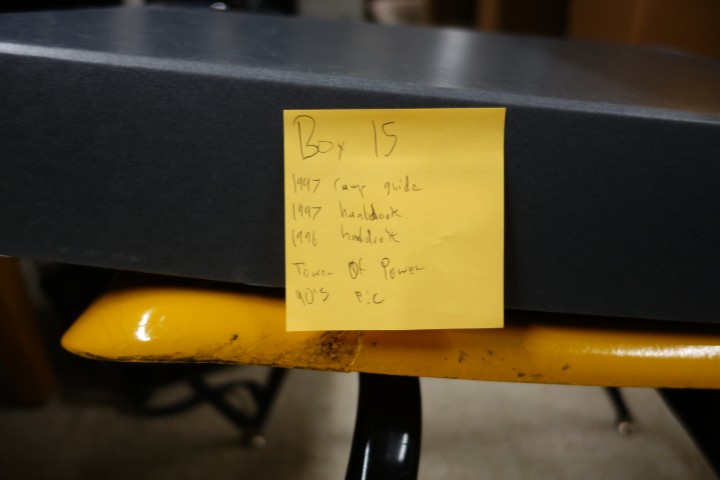 Box 15
1997 camp guide
1997 handbook
1996 handbook
Tower Of Power
90's Pic